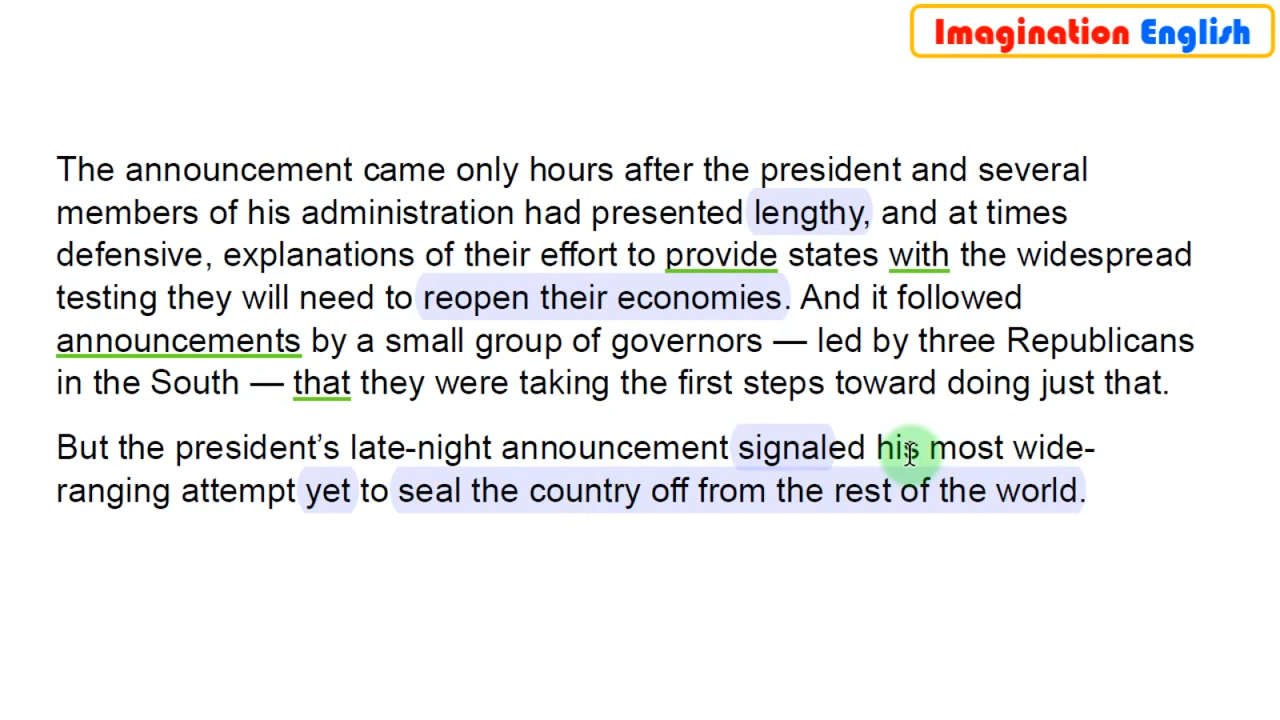 Imagination English
The announcement came only hours after the president and several
members of his administration had presented lengthy, and at times
defensive, explanations of their effort to provide states with the widespread
testing they will need to reopen their economies. And it followed
announcements by a small group of governors — led by three Republicans
in the South — that they were taking the first steps toward doing just that.
But the president’s late-night announcement signaled his most wide-
ranging attempt yet to seal the country off from the rest of the world.